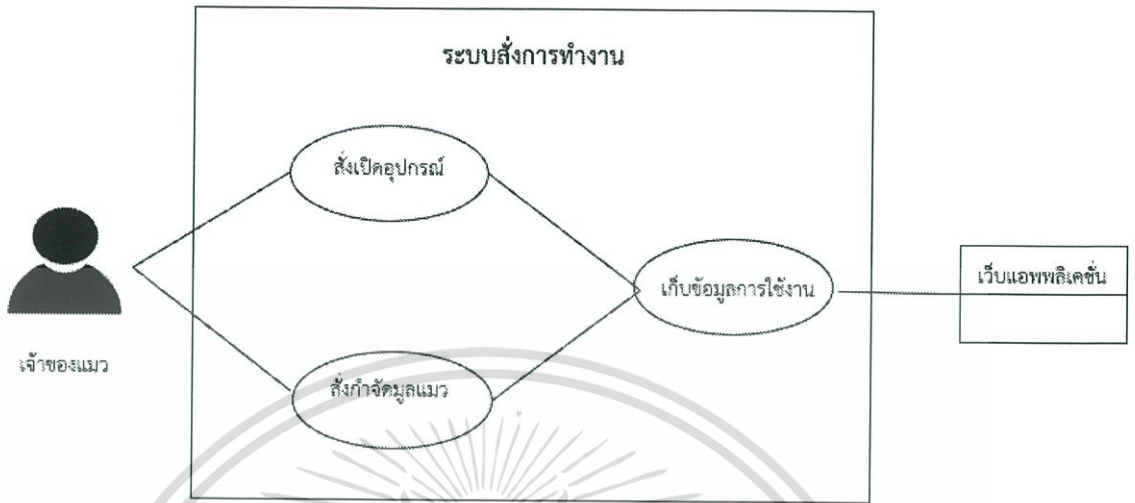 ระบบสั่งการทำงาน
สั่งเปิดอุปกรณ์
เก็บข้อมูลการใช้งาน
เว็บแอพพลิเคชั่น
เจ้าของแมว
สั่งกำจัดมูลแมว